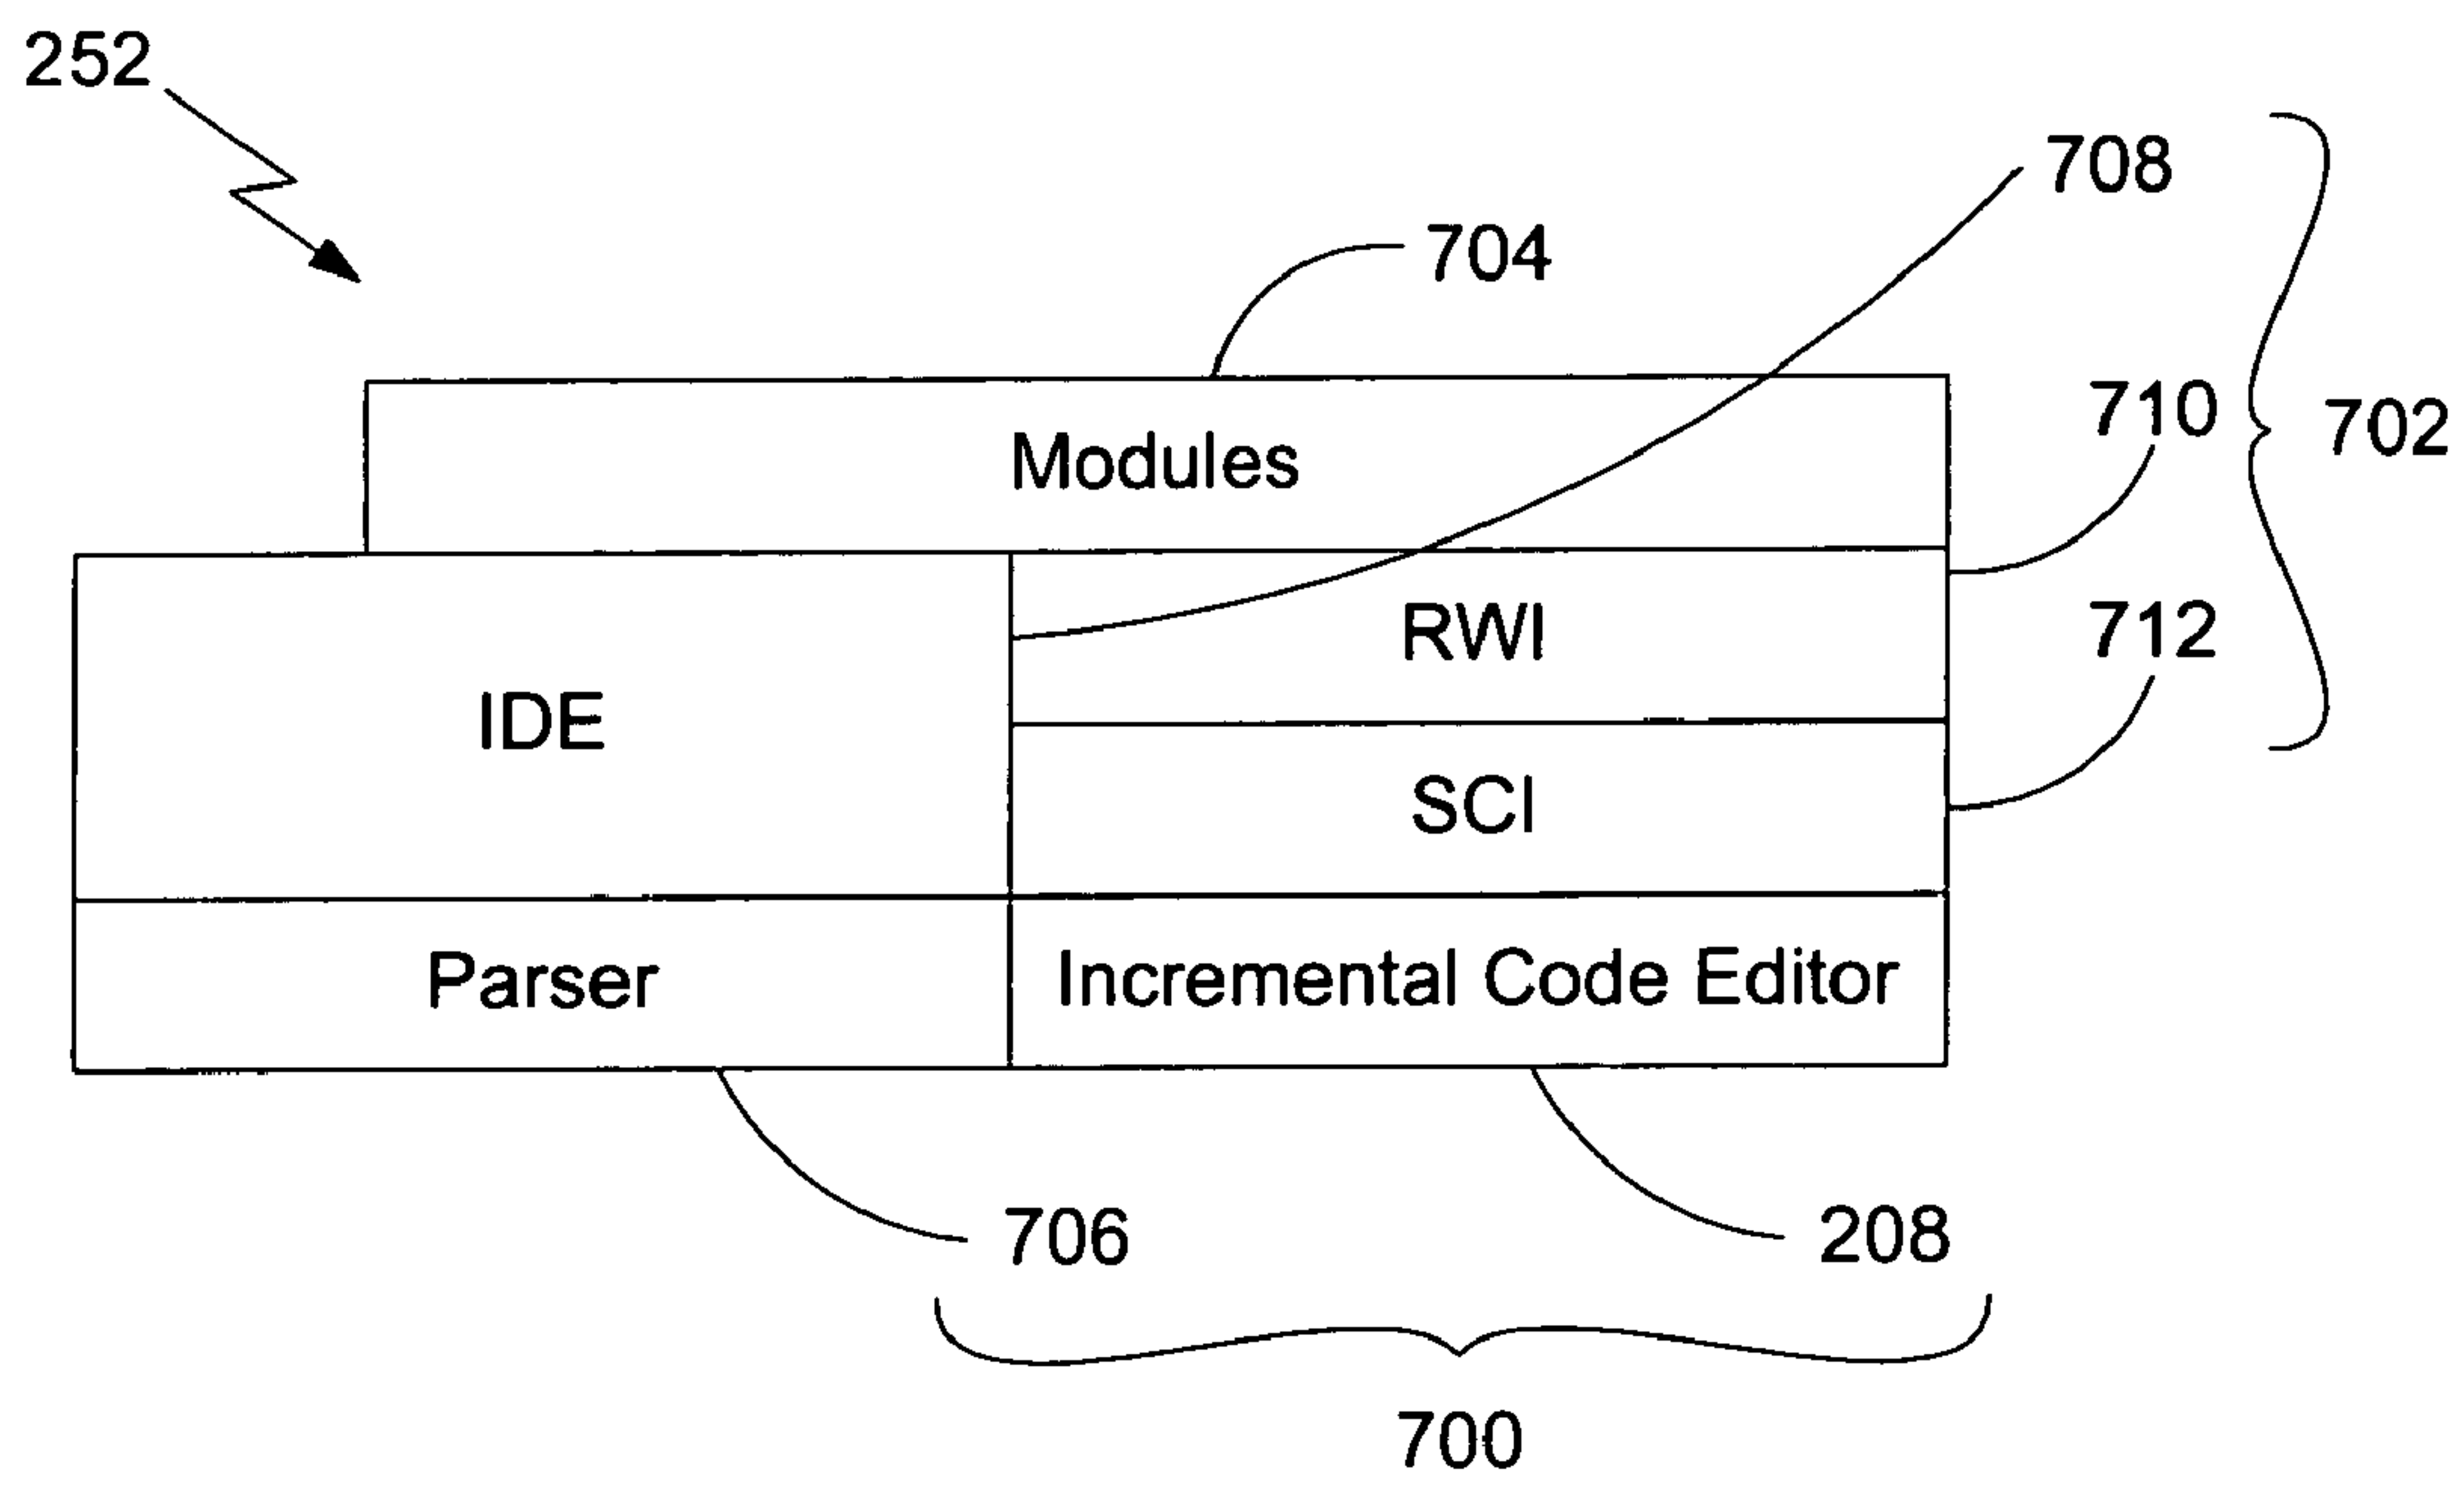 252
708
704
710
702
Modules
RWI
712
IDE
SCI
Parser
Incremental Code Editor
706
208
700